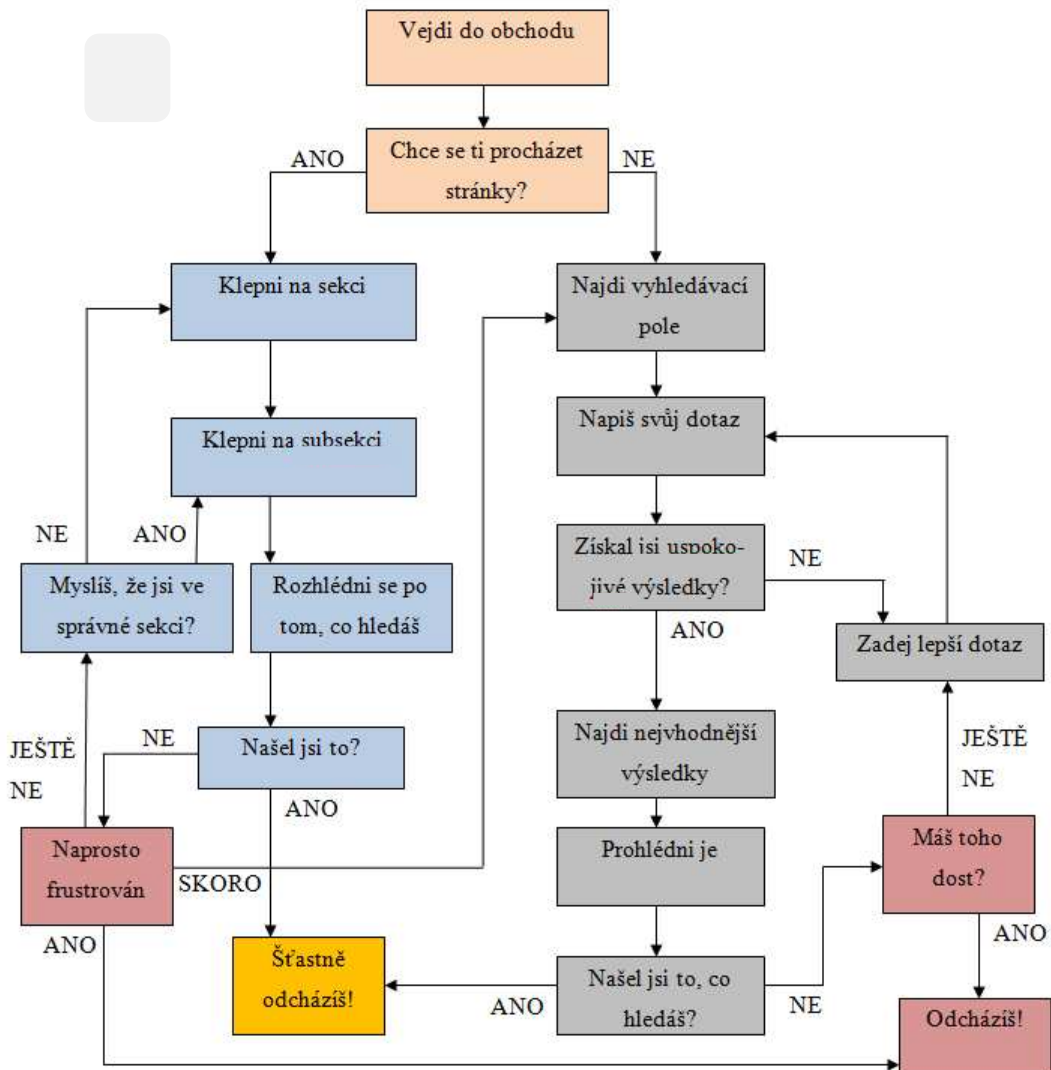 Vejdi do obchodu
ANO
Chce se ti procházet
stránky?
NE
Klepni na sekci
Najdi vyhledávací
pole
Klepni na subsekci
Napiš svůj dotaz
NE
ANO
Myslíš, že jsi ve
správné sekci?
Rozhlédni se po
tom, co hledáš
Získal jsi uspoko-
jivé výsledky?
NE
ANO
Zadej lepší dotaz
JEŠTĚ
NE
NE
Našel jsi to?
ANO
Najdi nejvhodnější
výsledky
JEŠTĚ
NE
Naprosto
frustrován
SKORO
ANO
Prohlédni je
Máš toho
dost?
ANO
Šťastně
odcházíš!
ANO
Našel jsi to, co
hledáš?
NE
Odcházíš!